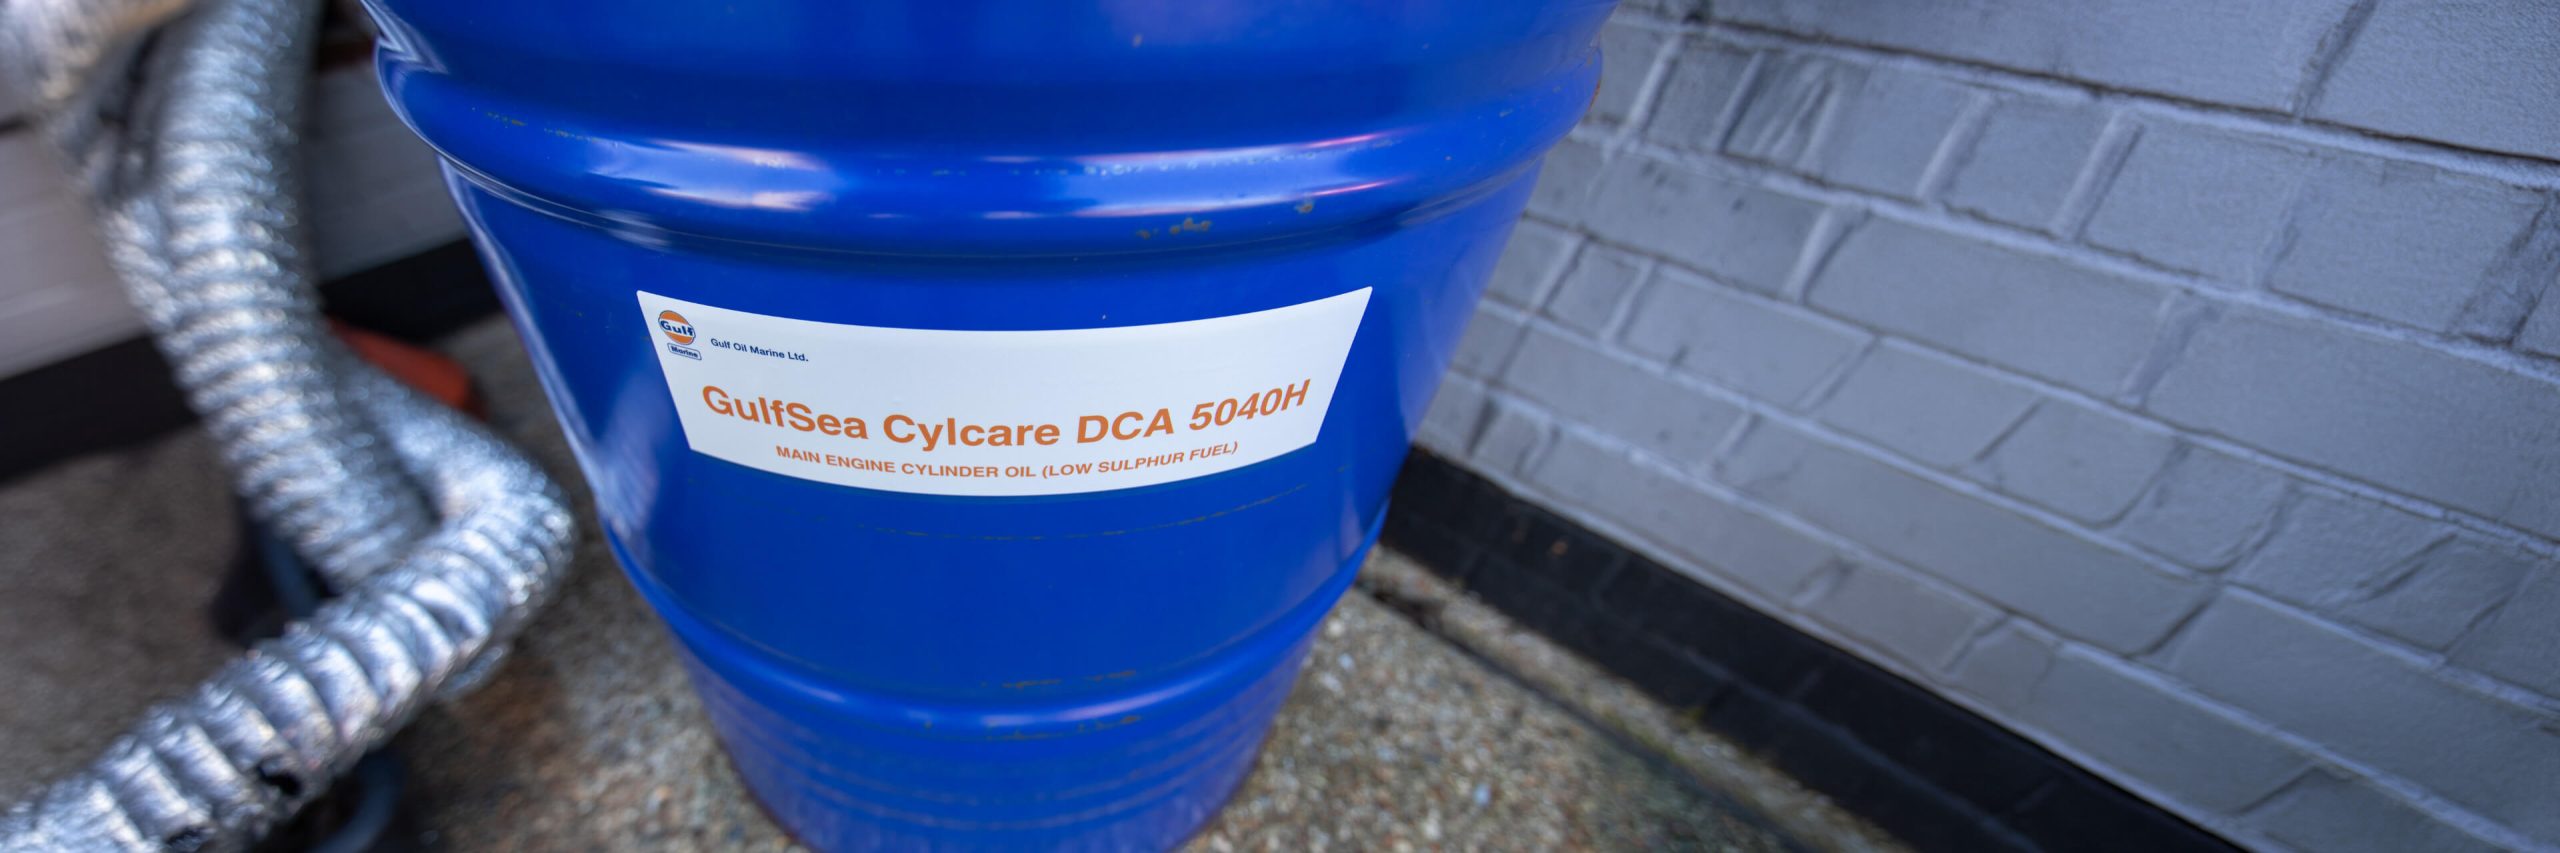 Gulf
Marine
Gulf Oil Marine Ltd.
GulfSea Cylcare DCA 5040H
MAIN ENGINE CYLINDER OIL (LOW SULPHUR FUEL)